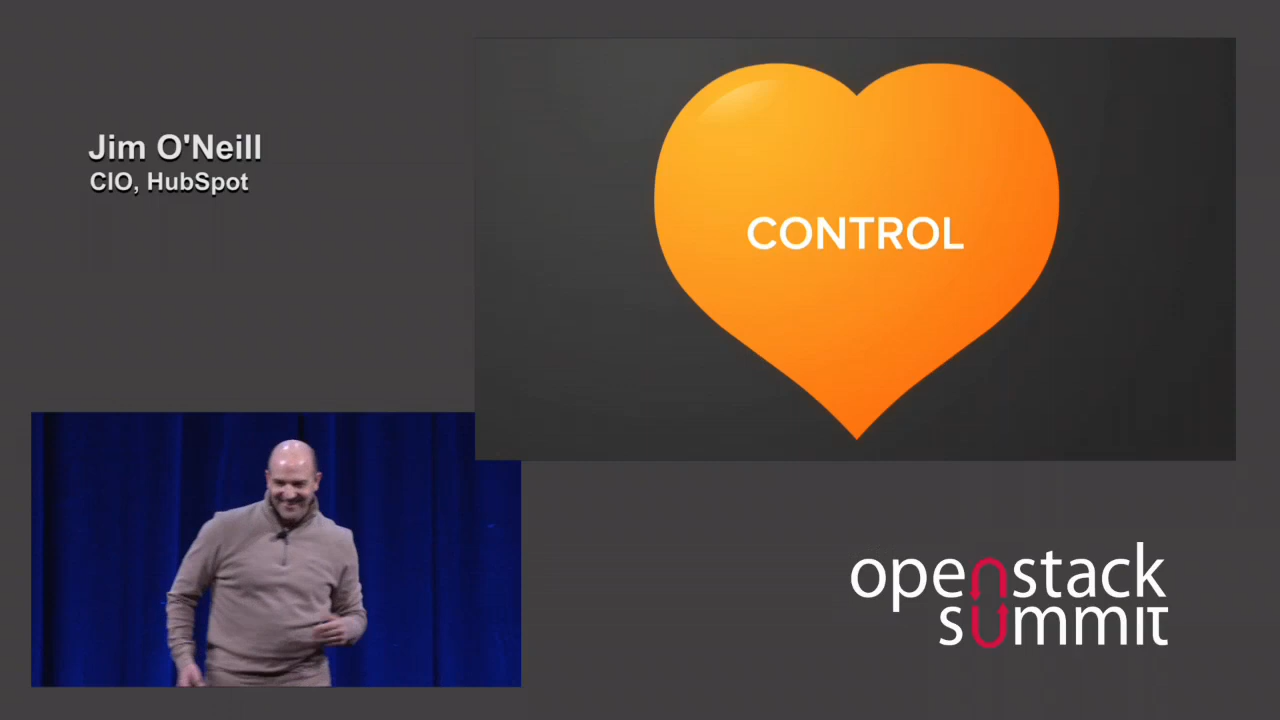 Jim O'Neill
CIO, HubSpot
CONTROL
openstack
summit